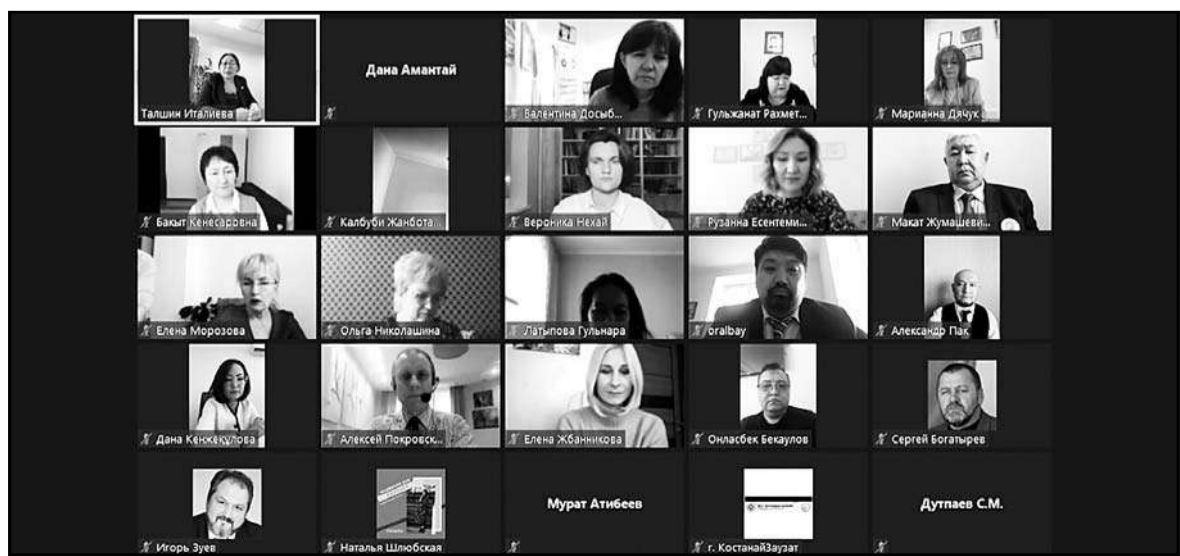 Талшин Италиева
Дана Амантай
Валентина Досыб...
Гульжанат Рахмет...
Марианна Дячук
Бакыт Кенесаровна
Калбуби Жанбота...
Вероника Нехай
Рузанна Есентеми...
Макат Жумашеви...
Елена Морозова
Ольга Николашина
Латыпова Гульнара
oralbay
Александр Пак
Дана Кенжекулова
Алексей Покровск...
Елена Жбанникова
Онласбек Бекаулов
Сергей Богатырев
Игорь Зуев
Наталья Шлюбская
Мурат Атибеев
г. КостанайЗаузат
Дутпаев С.М.